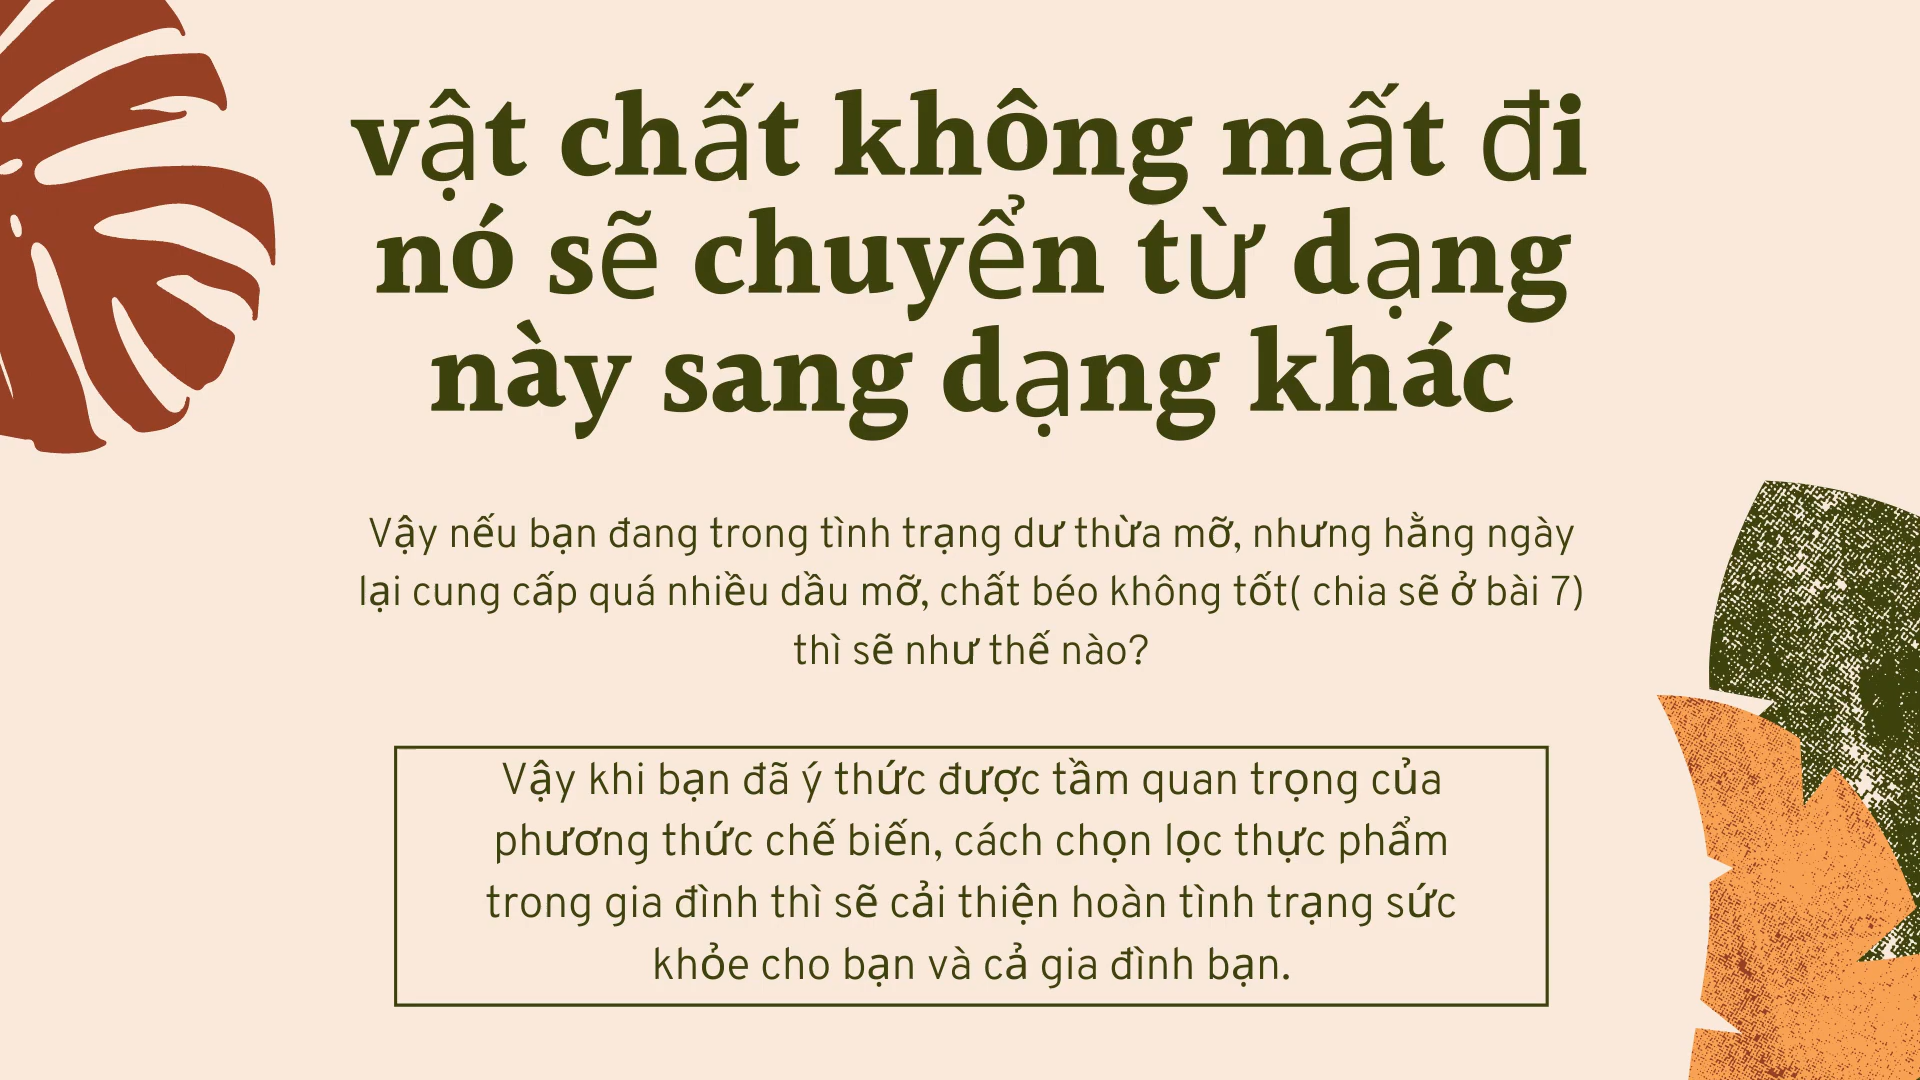 vật chất không mất đi
nó sẽ chuyển từ dạng
này sang dạng khác
Vậy nếu bạn đang trong tình trạng dư thừa mỡ, nhưng hằng ngày
lại cung cấp quá nhiều dầu mỡ, chất béo không tốt( chia sẽ ở bài 7)
thì sẽ như thế nào?
Vậy khi bạn đã ý thức được tầm quan trọng của
phương thức chế biến, cách chọn lọc thực phẩm
trong gia đình thì sẽ cải thiện hoàn tình trạng sức
khỏe cho bạn và cả gia đình bạn.